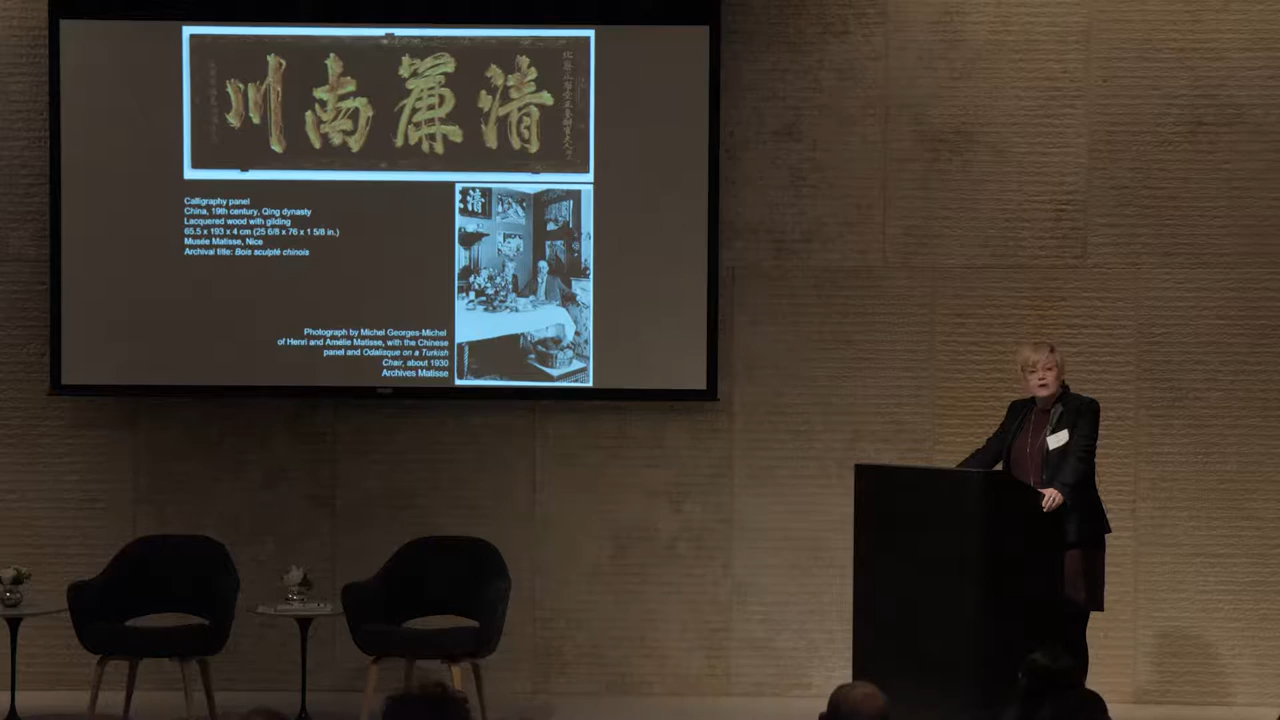 清南川
Calligraphy panel
China, 19th century, Qing dynasty
Lacquered wood with gilding
65.5 x 193 x 4 cm (25 6/8 x 76 x 1 5/8 in.)
Musée Matisse, Nice
Archival title: Bois sculpté chinois
清
Photograph by Michel Georges-Michel
of Henri and Amélie Matisse, with the Chinese
panel and Odalisque on a Turkish
Chair, about 1930
Archives Matisse